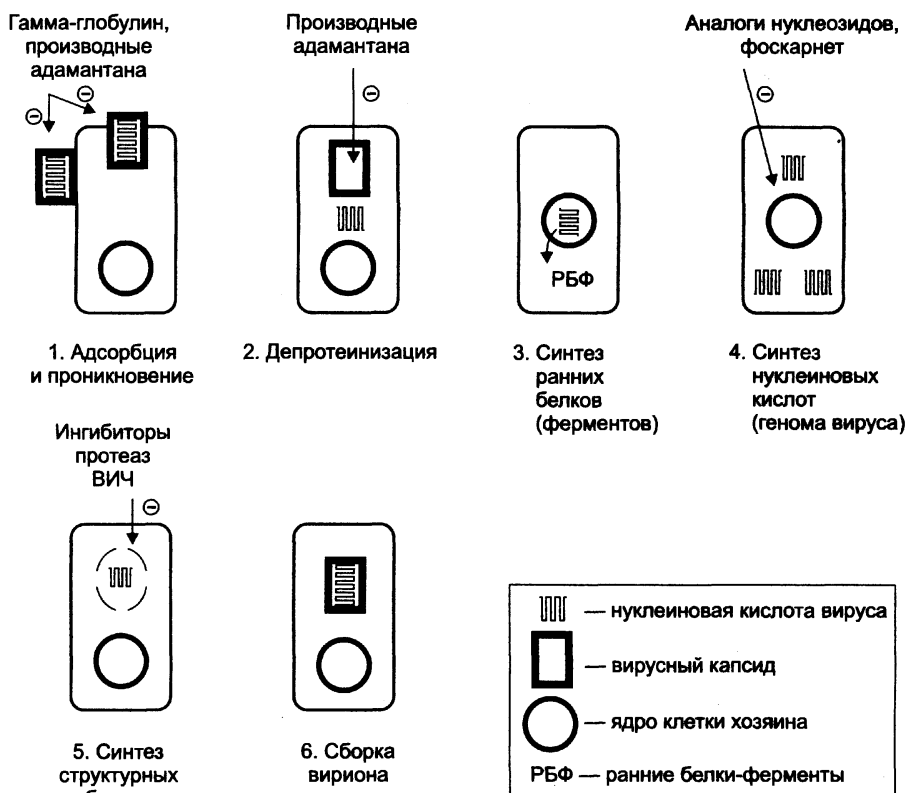 Гамма-глобулин,
производные
адамантана
Производные
адамантана
Аналоги нуклеозидов,
фоскарнет
РБФ
1. Адсорбция
и проникновение
2. Депротеинизация
3. Синтез
ранних
белков
(ферментов)
4. Синтез
нуклеиновых
кислот
(генома вируса)
Ингибиторы
протеаз
ВИЧ
5. Синтез
структурных
6. Сборка
вириона
— нуклеиновая кислота вируса
— вирусный капсид
— ядро клетки хозяина
РБФ — ранние белки-ферменты